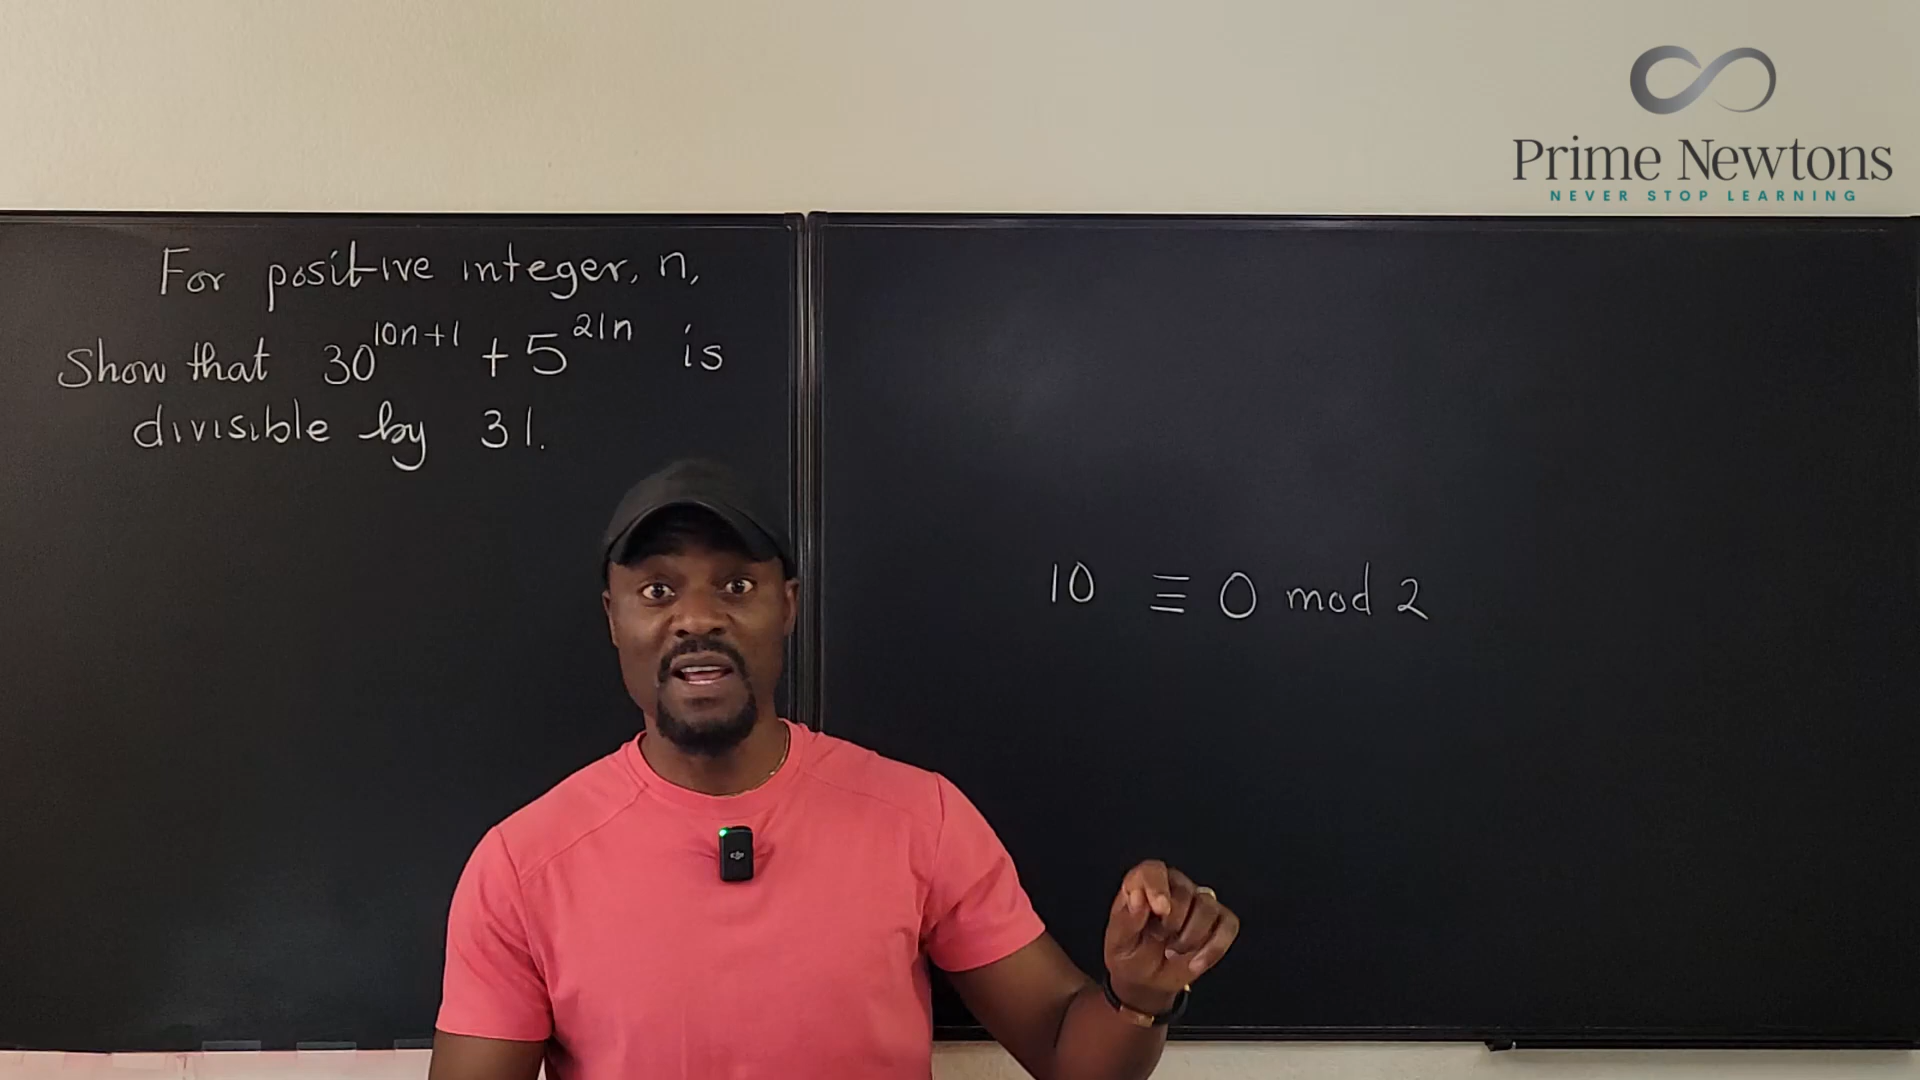 Prime Newtons
NEVER STOP LEARNING
For positive integer, n,
Show that 30^{10n+1} + 5^{21n} is
divisible by 31.
10 ≡ 0 mod 2